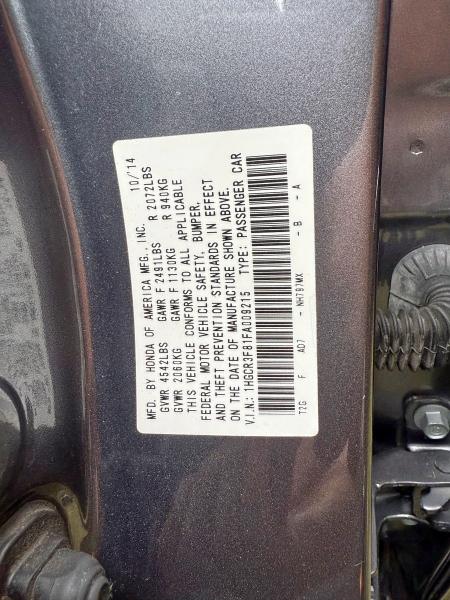 MFD. BY HONDA OF AMERICA MFG., INC. 10/'14
GVWR 4542LBS GAWR F 2491LBS R 2072LBS
GVWR 2060KG GAWR F 1130KG R 940KG
THIS VEHICLE CONFORMS TO ALL APPLICABLE
FEDERAL MOTOR VEHICLE SAFETY, BUMPER,
AND THEFT PREVENTION STANDARDS IN EFFECT
ON THE DATE OF MANUFACTURE SHOWN ABOVE.
V.I.N.: 1HGCR3F81FA009215 TYPE: PASSENGER CAR
T2G F AD7 - NH797MX - B - A